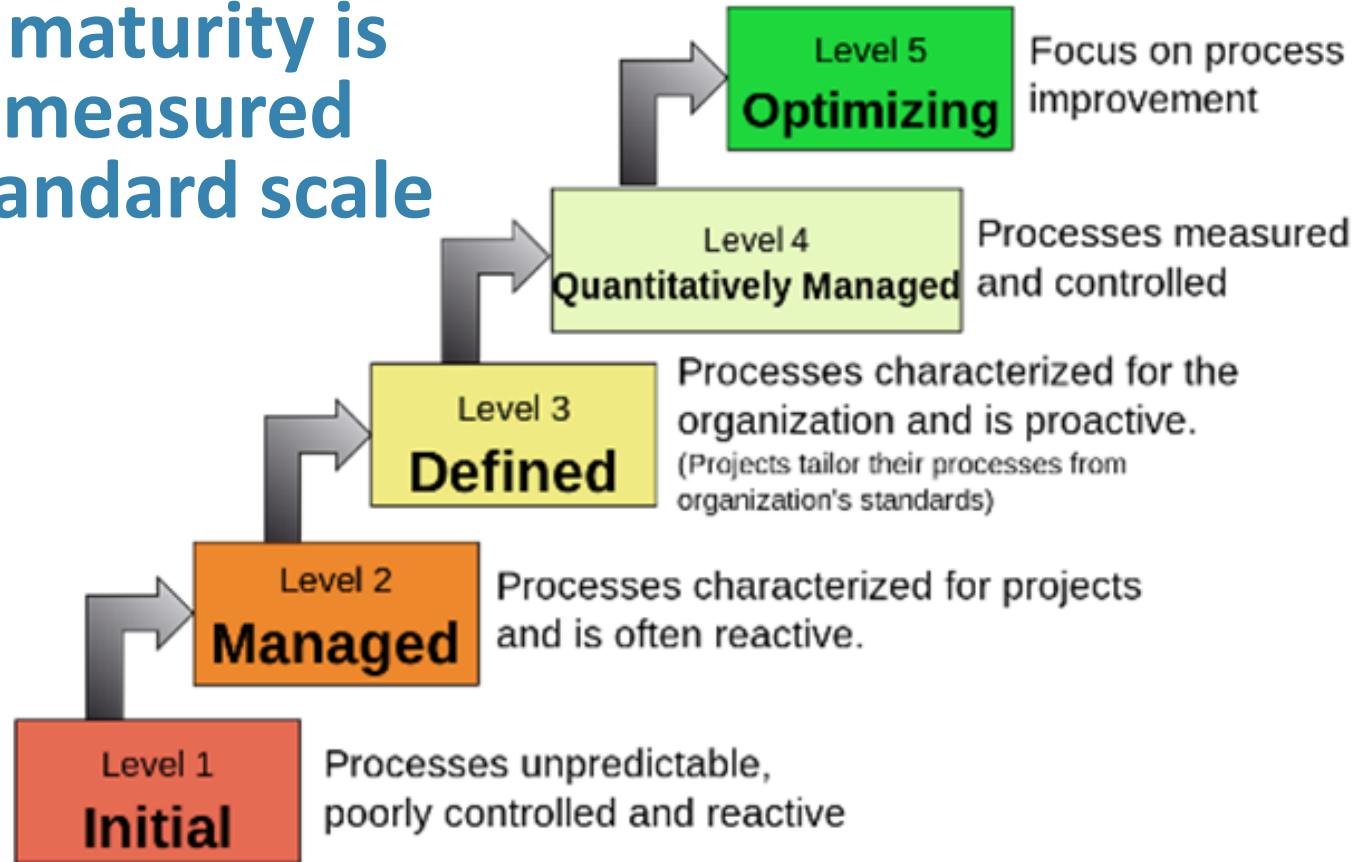 maturity is
measured
andard scale
Level 5
Optimizing
Focus on process
improvement
Level 4
Quantitatively Managed
Processes measured
and controlled
Level 3
Defined
Processes characterized for the
organization and is proactive.
(Projects tailor their processes from
organization's standards)
Level 2
Managed
Processes characterized for projects
and is often reactive.
Level 1
Initial
Processes unpredictable,
poorly controlled and reactive